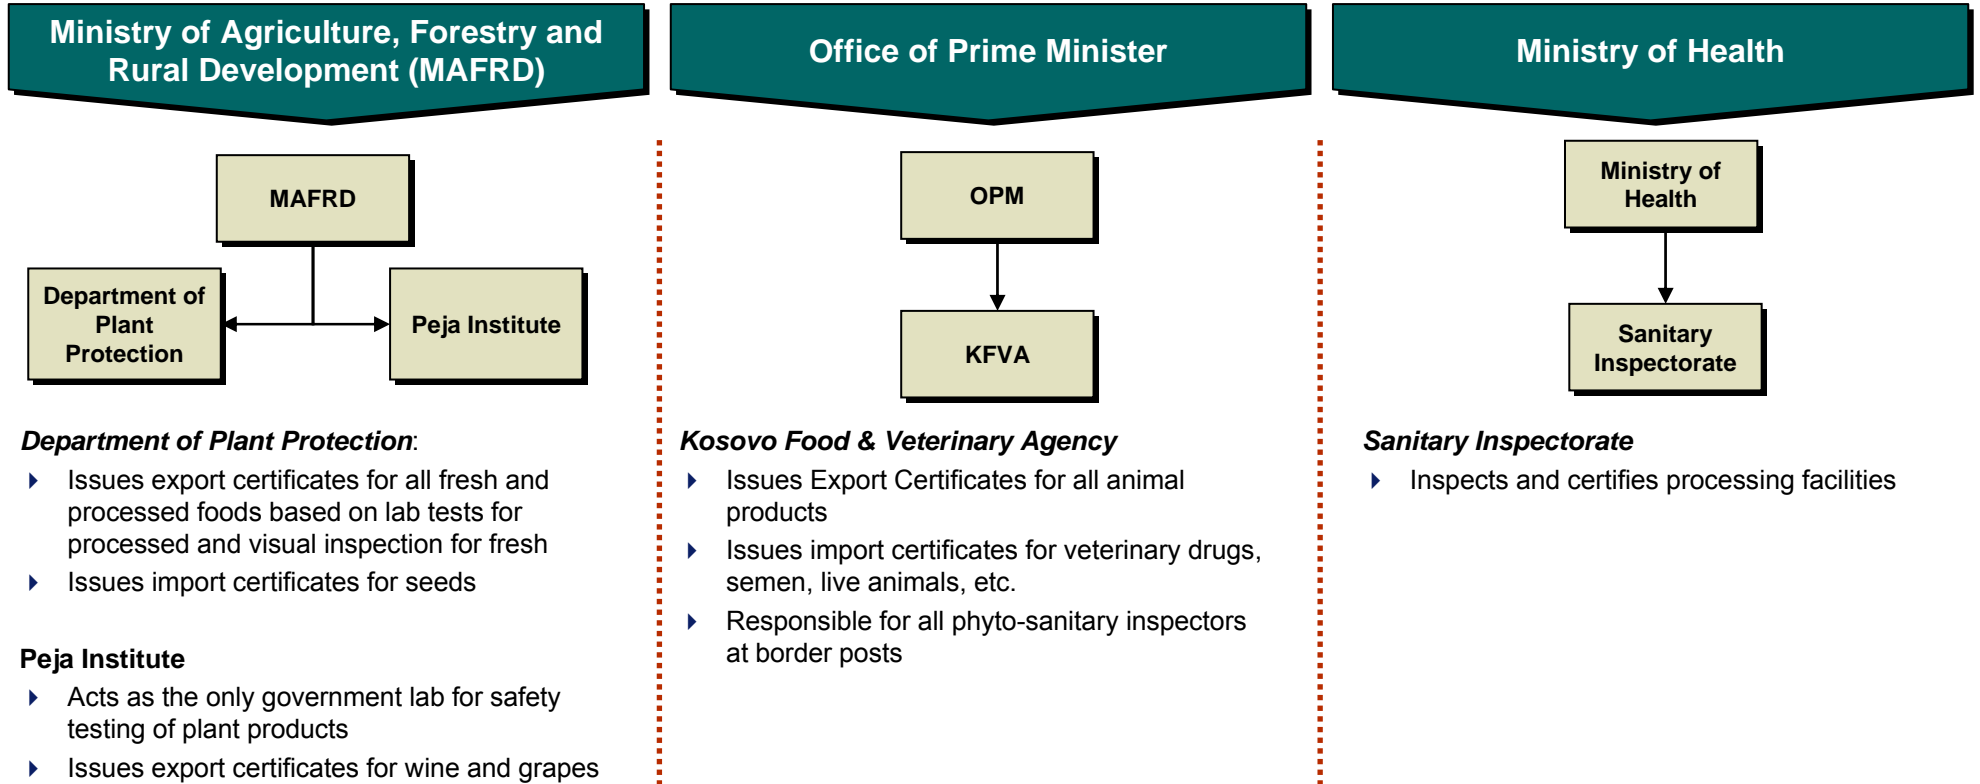 Ministry of Agriculture, Forestry and
Rural Development (MAFRD)
MAFRD
Department of
Plant
Protection
Peja Institute
Department of Plant Protection:
Issues export certificates for all fresh and
processed foods based on lab tests for
processed and visual inspection for fresh
Issues import certificates for seeds
Peja Institute
Acts as the only government lab for safety
testing of plant products
Issues export certificates for wine and grapes
Office of Prime Minister
OPM
KFVA
Kosovo Food & Veterinary Agency
Issues Export Certificates for all animal
products
Issues import certificates for veterinary drugs,
semen, live animals, etc.
Responsible for all phyto-sanitary inspectors
at border posts
Ministry of Health
Ministry of
Health
Sanitary
Inspectorate
Sanitary Inspectorate
Inspects and certifies processing facilities